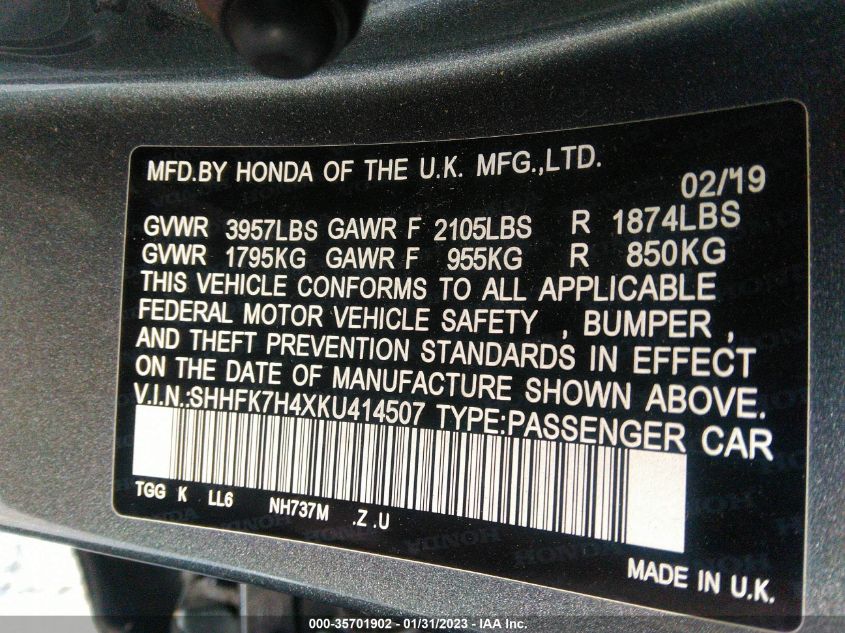 MFD.BY HONDA OF THE U.K. MFG.,LTD.
02/19
GVWR 3957LBS GAWR F 2105LBS R 1874LBS
GVWR 1795KG GAWR F 955KG R 850KG
THIS VEHICLE CONFORMS TO ALL APPLICABLE
FEDERAL MOTOR VEHICLE SAFETY , BUMPER ,
AND THEFT PREVENTION STANDARDS IN EFFECT
ON THE DATE OF MANUFACTURE SHOWN ABOVE.
V.I.N.:SHHFK7H4XKU414507 TYPE:PASSENGER CAR
TGG K LL6 NH737M .Z .U
MADE IN U.K.
000-35701902 - 01/31/2023 - © IAA Inc.